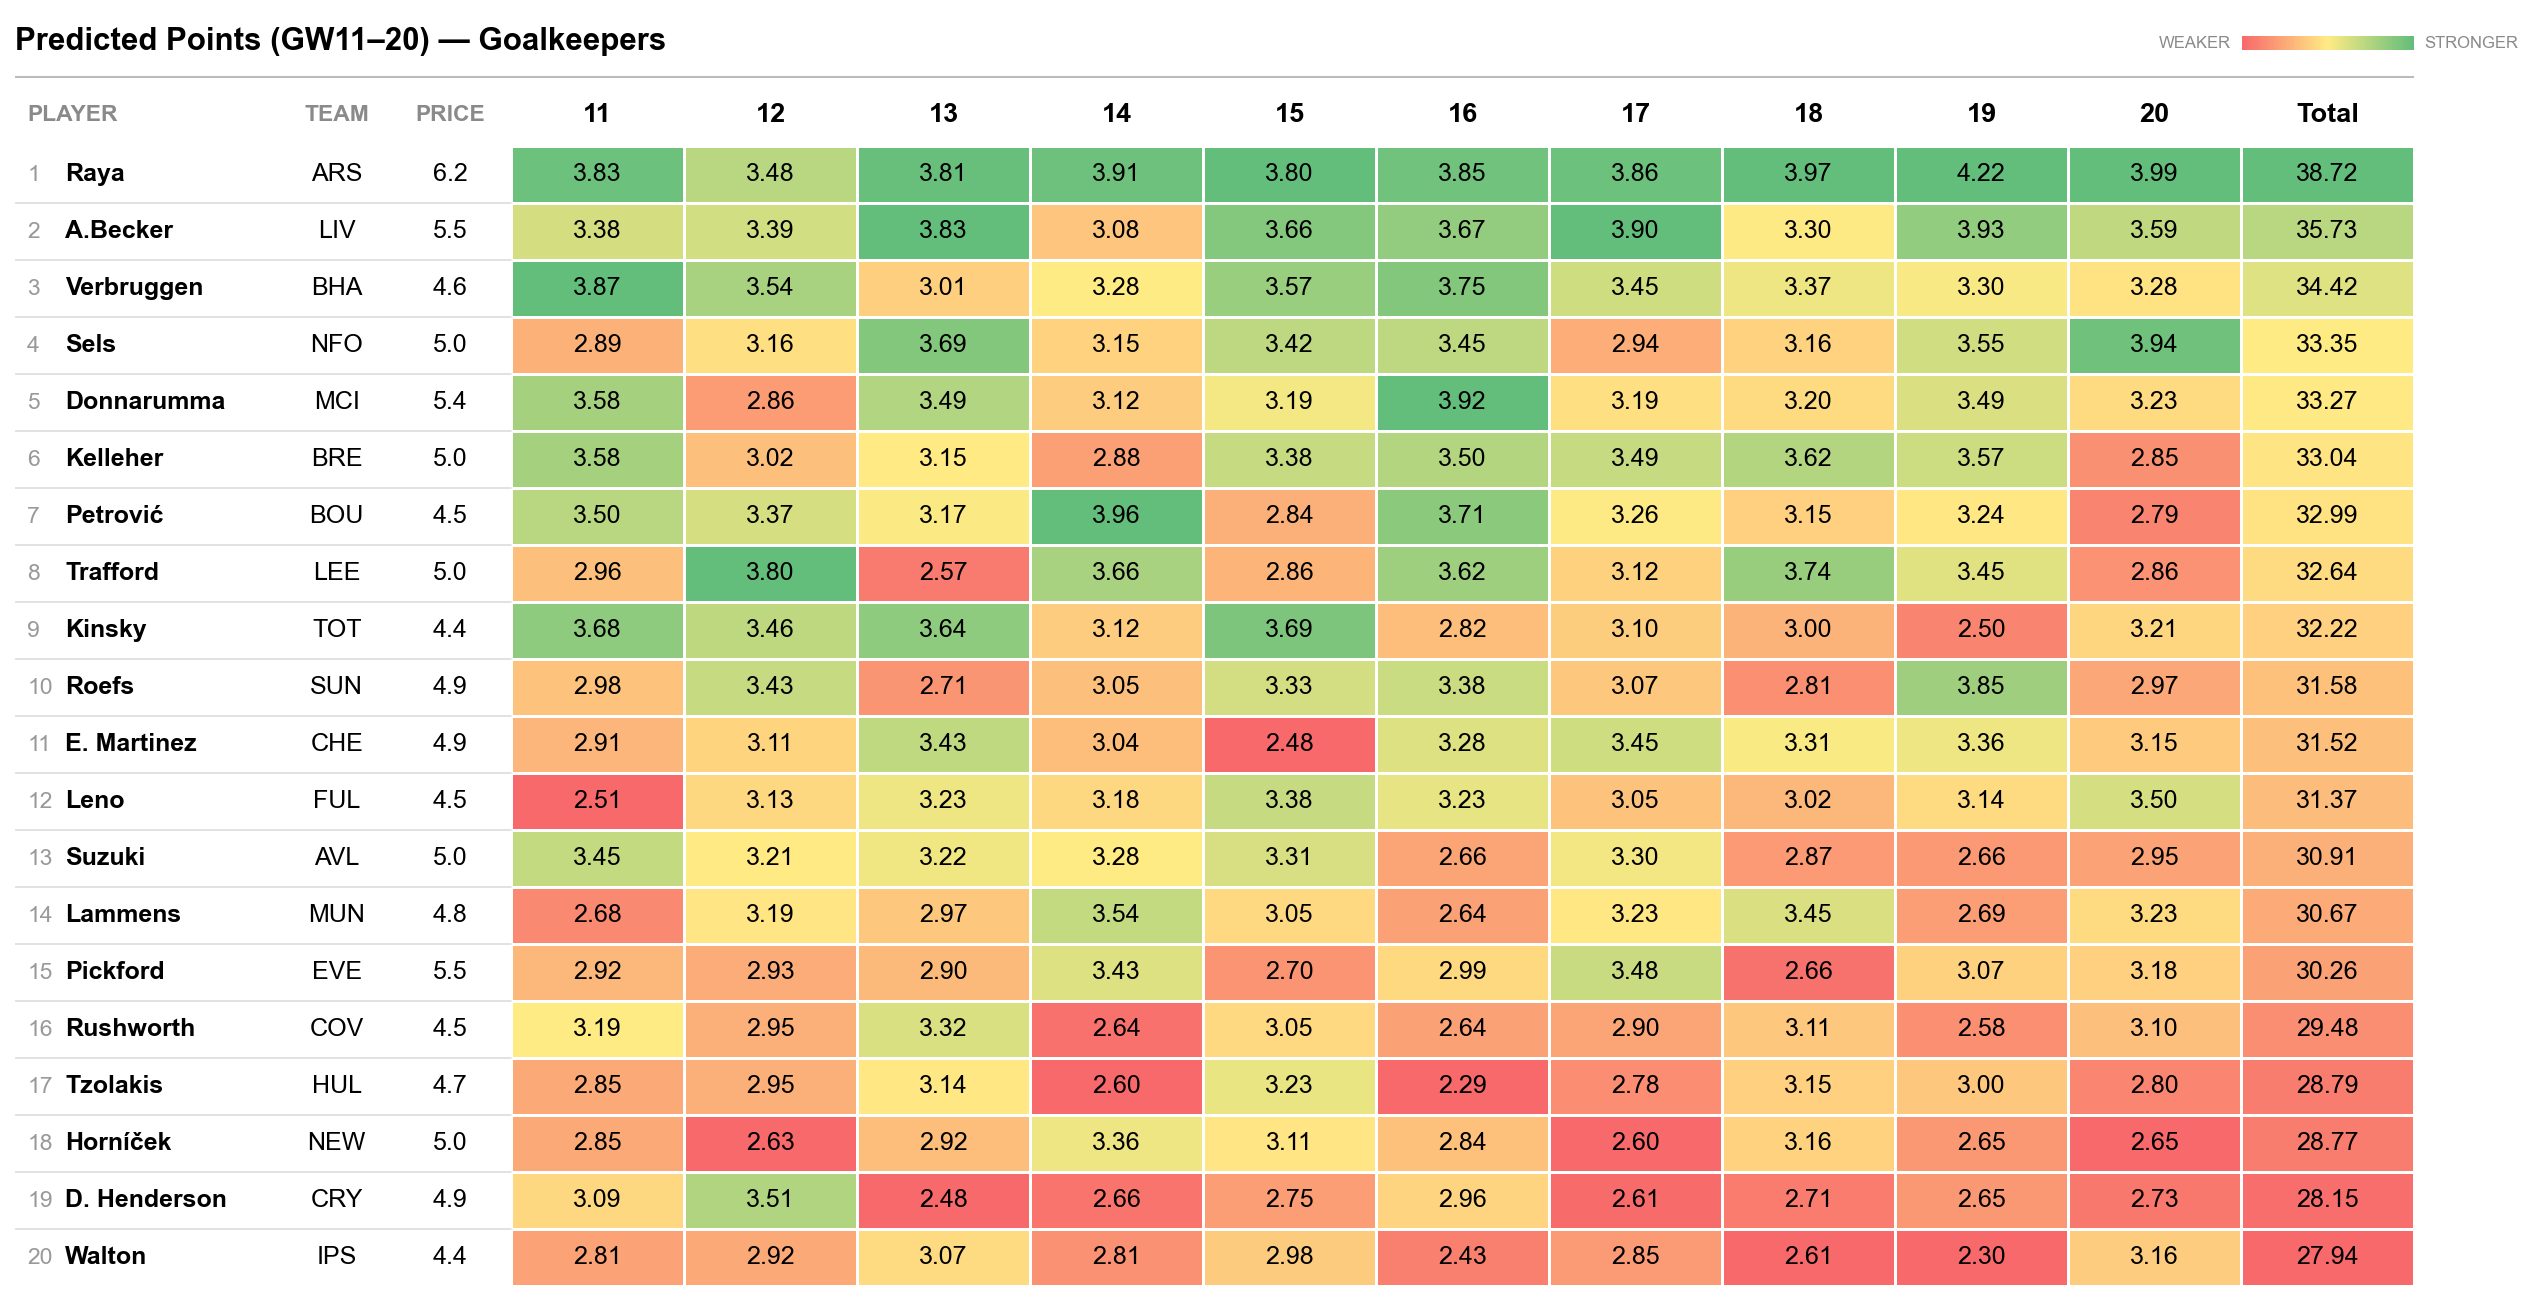 Predicted Points (GW11–20) — Goalkeepers
WEAKER STRONGER
PLAYER TEAM PRICE 11 12 13 14 15 16 17 18 19 20 Total
1 Raya ARS 6.2 3.83 3.48 3.81 3.91 3.80 3.85 3.86 3.97 4.22 3.99 38.72
2 A.Becker LIV 5.5 3.38 3.39 3.83 3.08 3.66 3.67 3.90 3.30 3.93 3.59 35.73
3 Verbruggen BHA 4.6 3.87 3.54 3.01 3.28 3.57 3.75 3.45 3.37 3.30 3.28 34.42
4 Sels NFO 5.0 2.89 3.16 3.69 3.15 3.42 3.45 2.94 3.16 3.55 3.94 33.35
5 Donnarumma MCI 5.4 3.58 2.86 3.49 3.12 3.19 3.92 3.19 3.20 3.49 3.23 33.27
6 Kelleher BRE 5.0 3.58 3.02 3.15 2.88 3.38 3.50 3.49 3.62 3.57 2.85 33.04
7 Petrović BOU 4.5 3.50 3.37 3.17 3.96 2.84 3.71 3.26 3.15 3.24 2.79 32.99
8 Trafford LEE 5.0 2.96 3.80 2.57 3.66 2.86 3.62 3.12 3.74 3.45 2.86 32.64
9 Kinsky TOT 4.4 3.68 3.46 3.64 3.12 3.69 2.82 3.10 3.00 2.50 3.21 32.22
10 Roefs SUN 4.9 2.98 3.43 2.71 3.05 3.33 3.38 3.07 2.81 3.85 2.97 31.58
11 E. Martinez CHE 4.9 2.91 3.11 3.43 3.04 2.48 3.28 3.45 3.31 3.36 3.15 31.52
12 Leno FUL 4.5 2.51 3.13 3.23 3.18 3.38 3.23 3.05 3.02 3.14 3.50 31.37
13 Suzuki AVL 5.0 3.45 3.21 3.22 3.28 3.31 2.66 3.30 2.87 2.66 2.95 30.91
14 Lammens MUN 4.8 2.68 3.19 2.97 3.54 3.05 2.64 3.23 3.45 2.69 3.23 30.67
15 Pickford EVE 5.5 2.92 2.93 2.90 3.43 2.70 2.99 3.48 2.66 3.07 3.18 30.26
16 Rushworth COV 4.5 3.19 2.95 3.32 2.64 3.05 2.64 2.90 3.11 2.58 3.10 29.48
17 Tzolakis HUL 4.7 2.85 2.95 3.14 2.60 3.23 2.29 2.78 3.15 3.00 2.80 28.79
18 Horníček NEW 5.0 2.85 2.63 2.92 3.36 3.11 2.84 2.60 3.16 2.65 2.65 28.77
19 D. Henderson CRY 4.9 3.09 3.51 2.48 2.66 2.75 2.96 2.61 2.71 2.65 2.73 28.15
20 Walton IPS 4.4 2.81 2.92 3.07 2.81 2.98 2.43 2.85 2.61 2.30 3.16 27.94